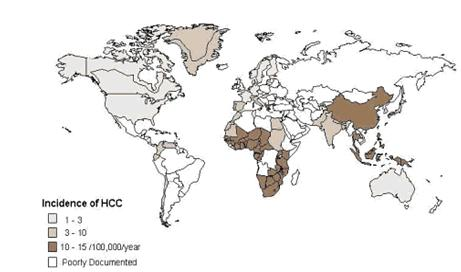 Incidence of HCC
1 - 3
3 - 10
10 - 15 /100,000/year
Poorly Documented